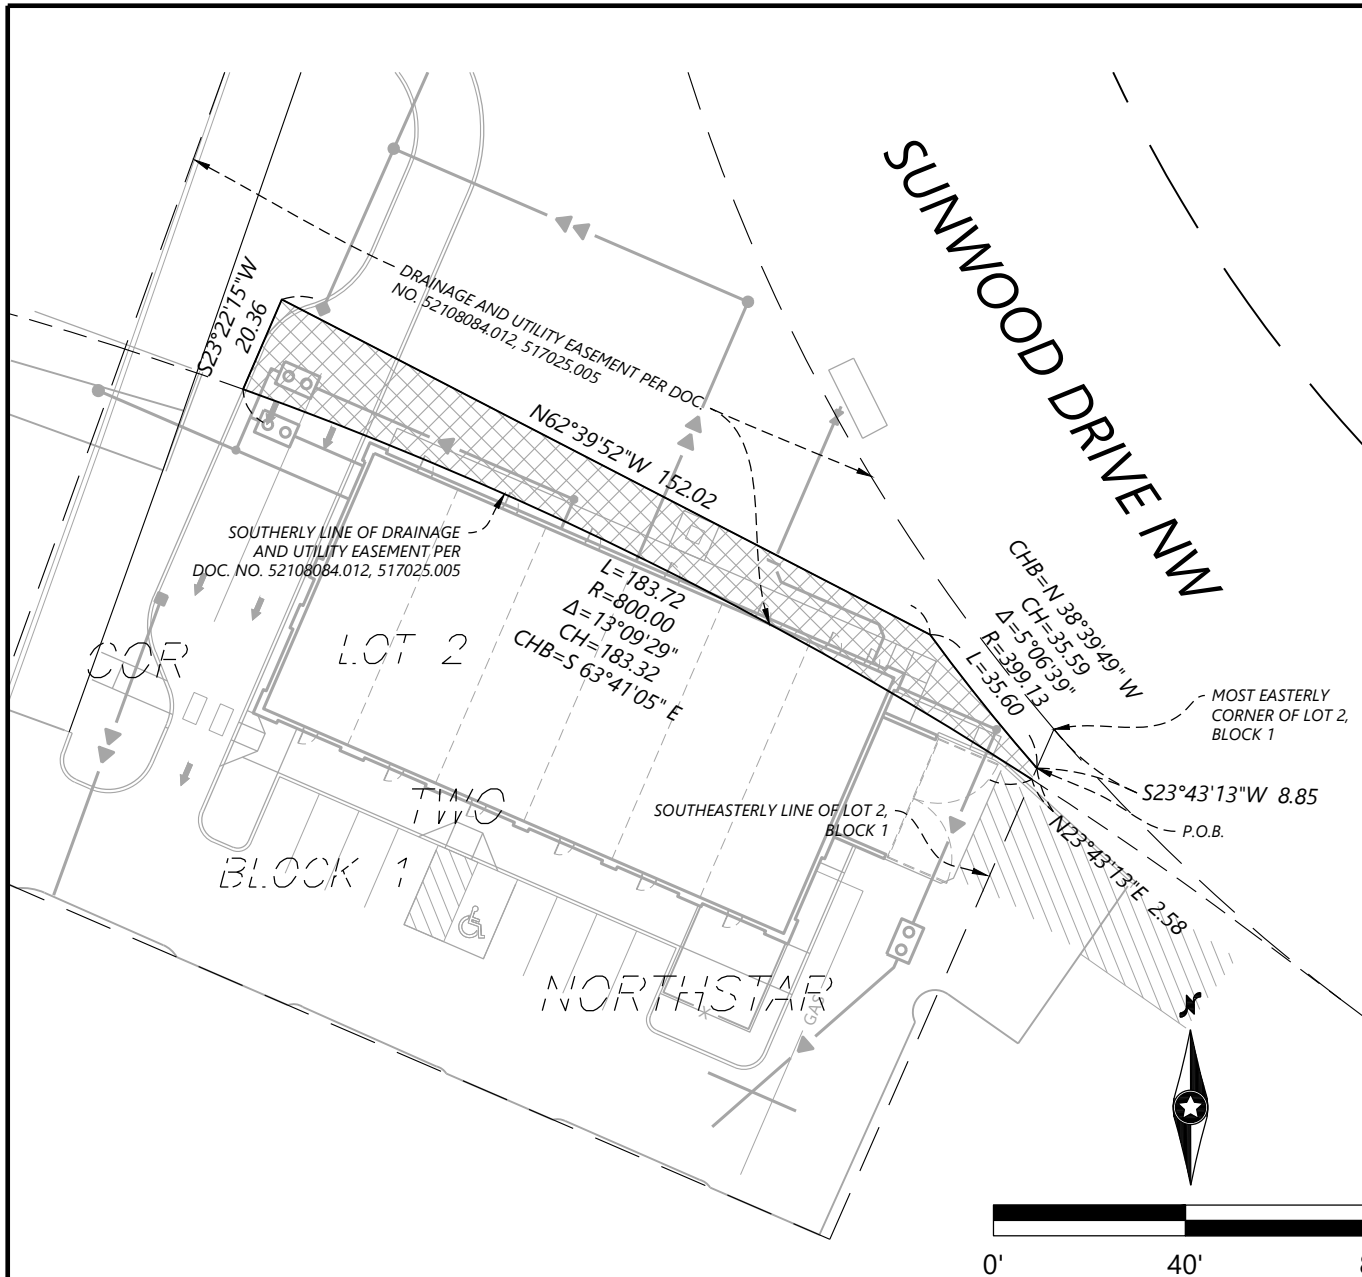 SUNWOOD DRIVE NW
DRAINAGE AND UTILITY EASEMENT PER DOC.
NO. 52108084.012, 517025.005
S23°22'15"W
20.36
N62°39'52"W 152.02
SOUTHERLY LINE OF DRAINAGE
AND UTILITY EASEMENT PER
DOC. NO. 52108084.012, 517025.005
L=183.72
R=800.00
Δ=13°09'29"
CH=183.32
CHB=S 63°41'05" E
CHB=N 38°39'49" W
CH=35.59
Δ=5°06'39"
R=399.13
L=35.60
MOST EASTERLY
CORNER OF LOT 2,
BLOCK 1
S23°43'13"W 8.85
P.O.B.
SOUTHEASTERLY LINE OF LOT 2,
BLOCK 1
N23°43'13"E 2.58
COR
LOT 2
TWO
BLOCK 1
NORTHSTAR
X
GAS
N
0'
40'